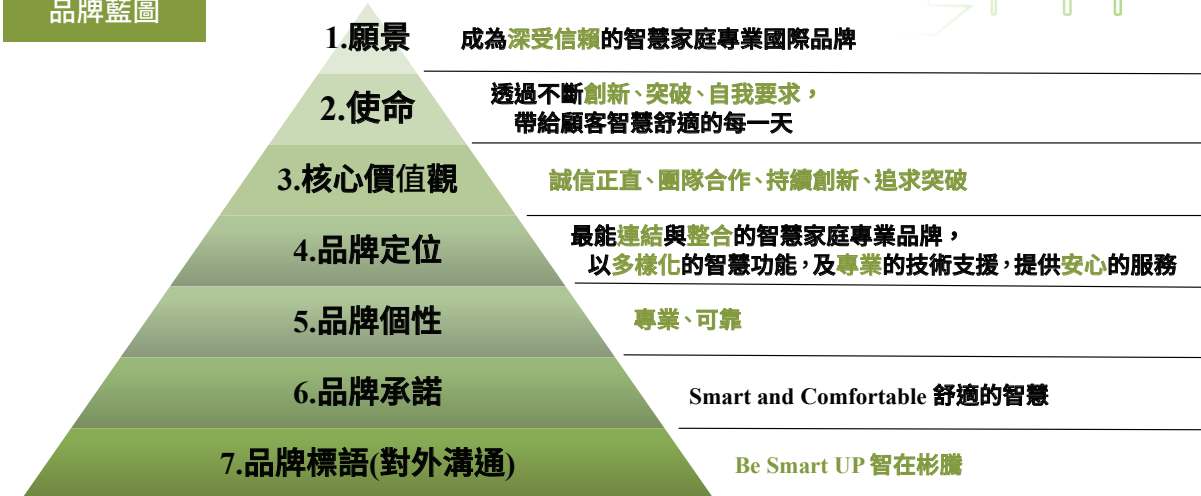 品牌藍圖
1.願景
成為深受信賴的智慧家庭專業國際品牌
2.使命
透過不斷創新、突破、自我要求，
帶給顧客智慧舒適的每一天
3.核心價值觀
誠信正直、團隊合作、持續創新、追求突破
4.品牌定位
最能連結與整合的智慧家庭專業品牌，
以多樣化的智慧功能，及專業的技術支援，提供安心的服務
5.品牌個性
專業、可靠
6.品牌承諾
Smart and Comfortable 舒適的智慧
7.品牌標語(對外溝通)
Be Smart UP 智在彬騰